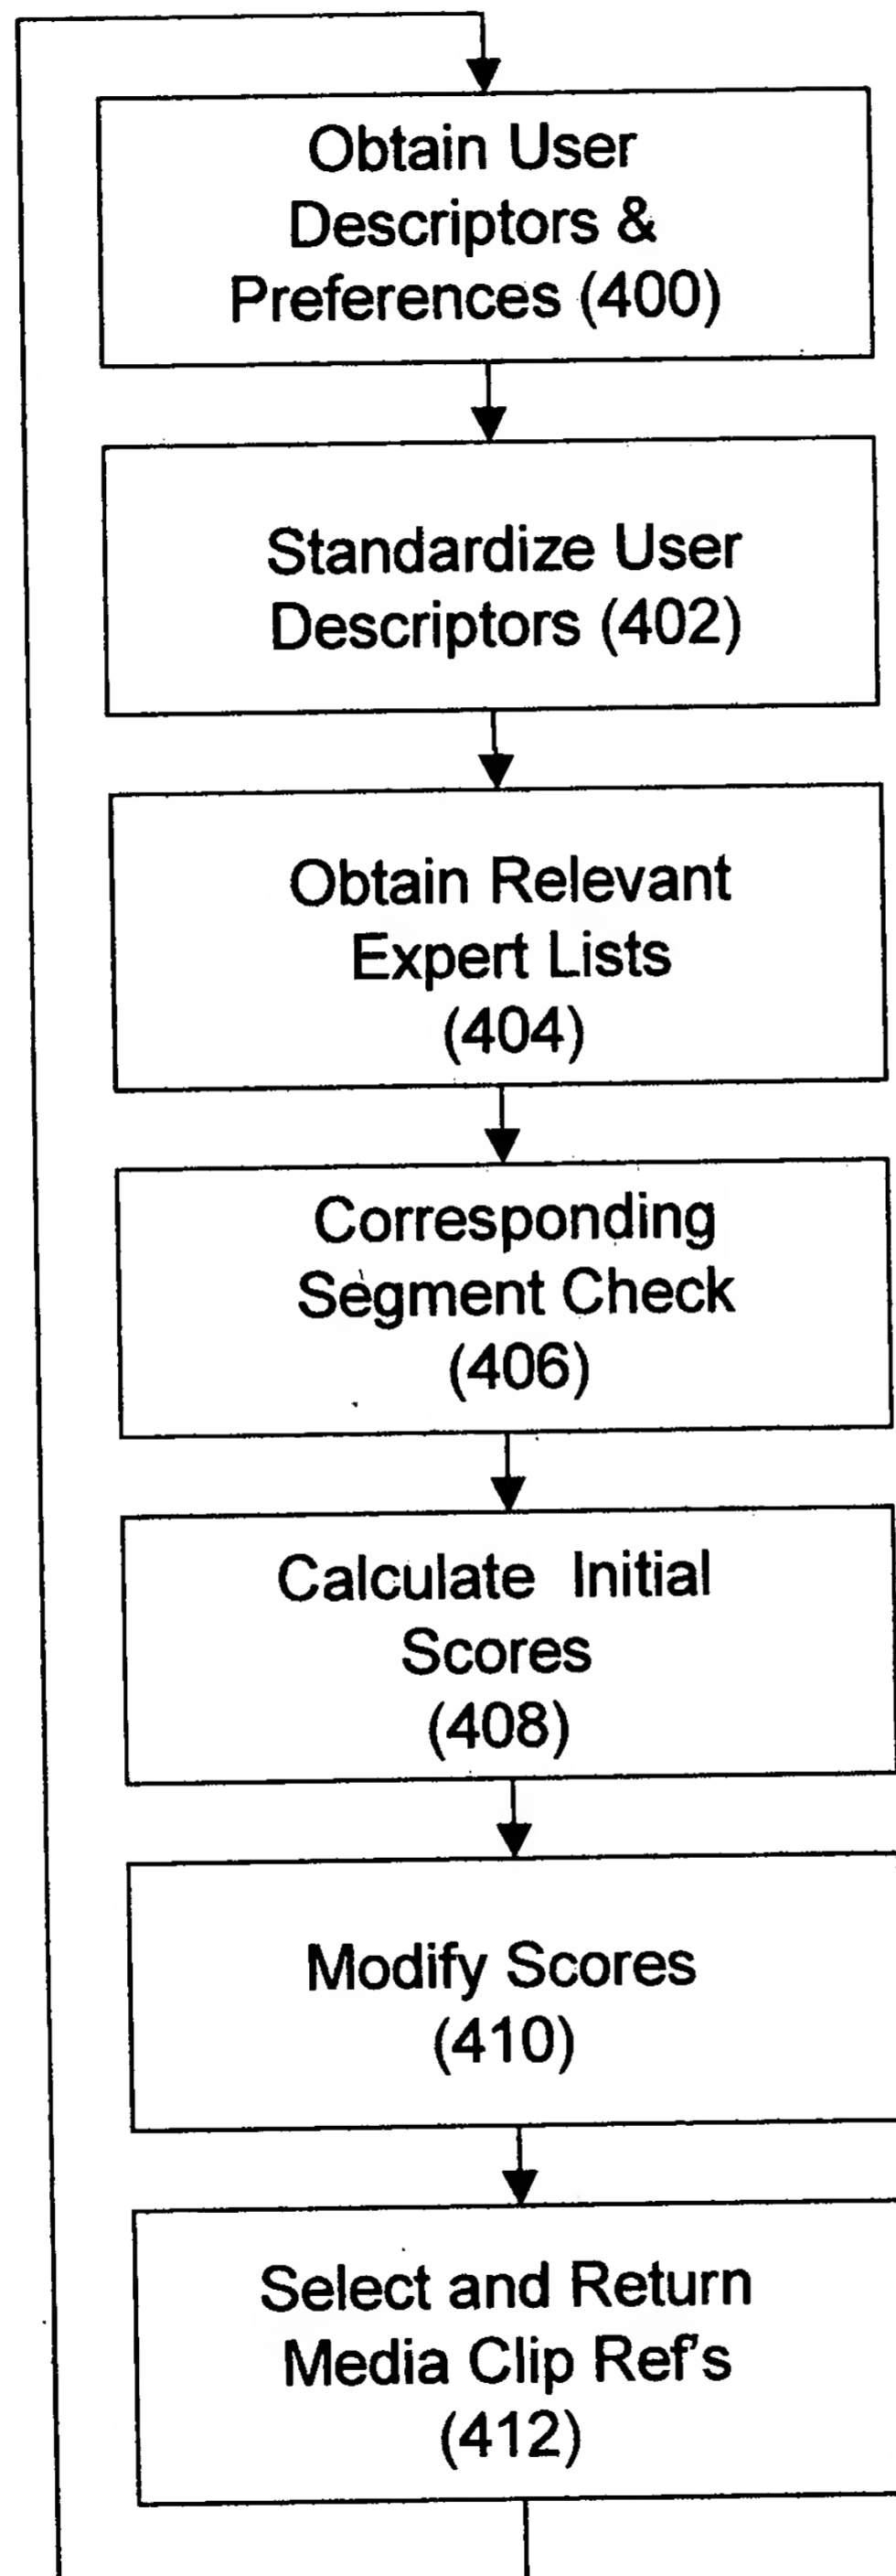 Obtain User
Descriptors &
Preferences (400)
Standardize User
Descriptors (402)
Obtain Relevant
Expert Lists
(404)
Corresponding
Segment Check
(406)
Calculate Initial
Scores
(408)
Modify Scores
(410)
Select and Return
Media Clip Ref's
(412)